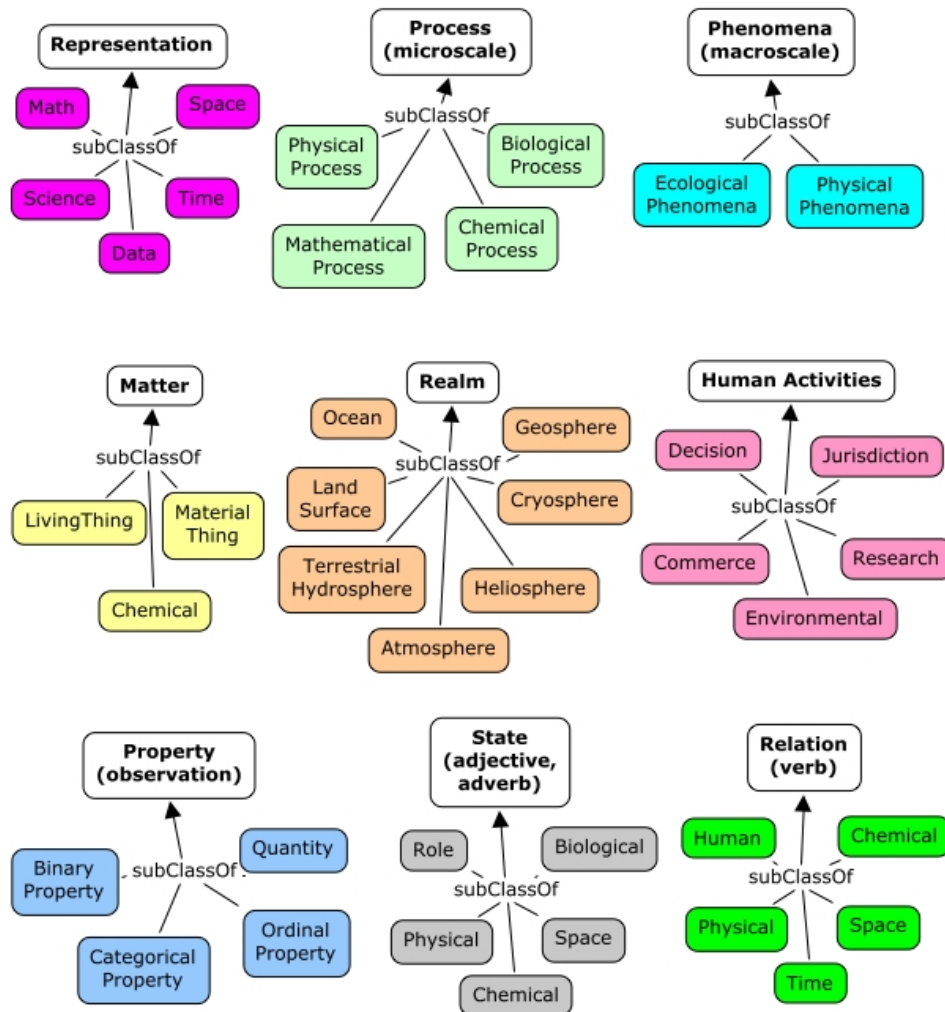 Representation
Math
Space
subClassOf
Science
Time
Data
Process
(microscale)
subClassOf
Physical
Process
Biological
Process
Mathematical
Process
Chemical
Process
Phenomena
(macroscale)
subClassOf
Ecological
Phenomena
Physical
Phenomena
Matter
subClassOf
LivingThing
Material
Thing
Chemical
Realm
Ocean
Geosphere
subClassOf
Land
Surface
Cryosphere
Terrestrial
Hydrosphere
Heliosphere
Atmosphere
Human Activities
Decision
Jurisdiction
subClassOf
Commerce
Research
Environmental
Property
(observation)
Quantity
subClassOf
Binary
Property
Ordinal
Property
Categorical
Property
State
(adjective,
adverb)
Role
Biological
subClassOf
Physical
Space
Chemical
Relation
(verb)
Human
Chemical
subClassOf
Physical
Space
Time